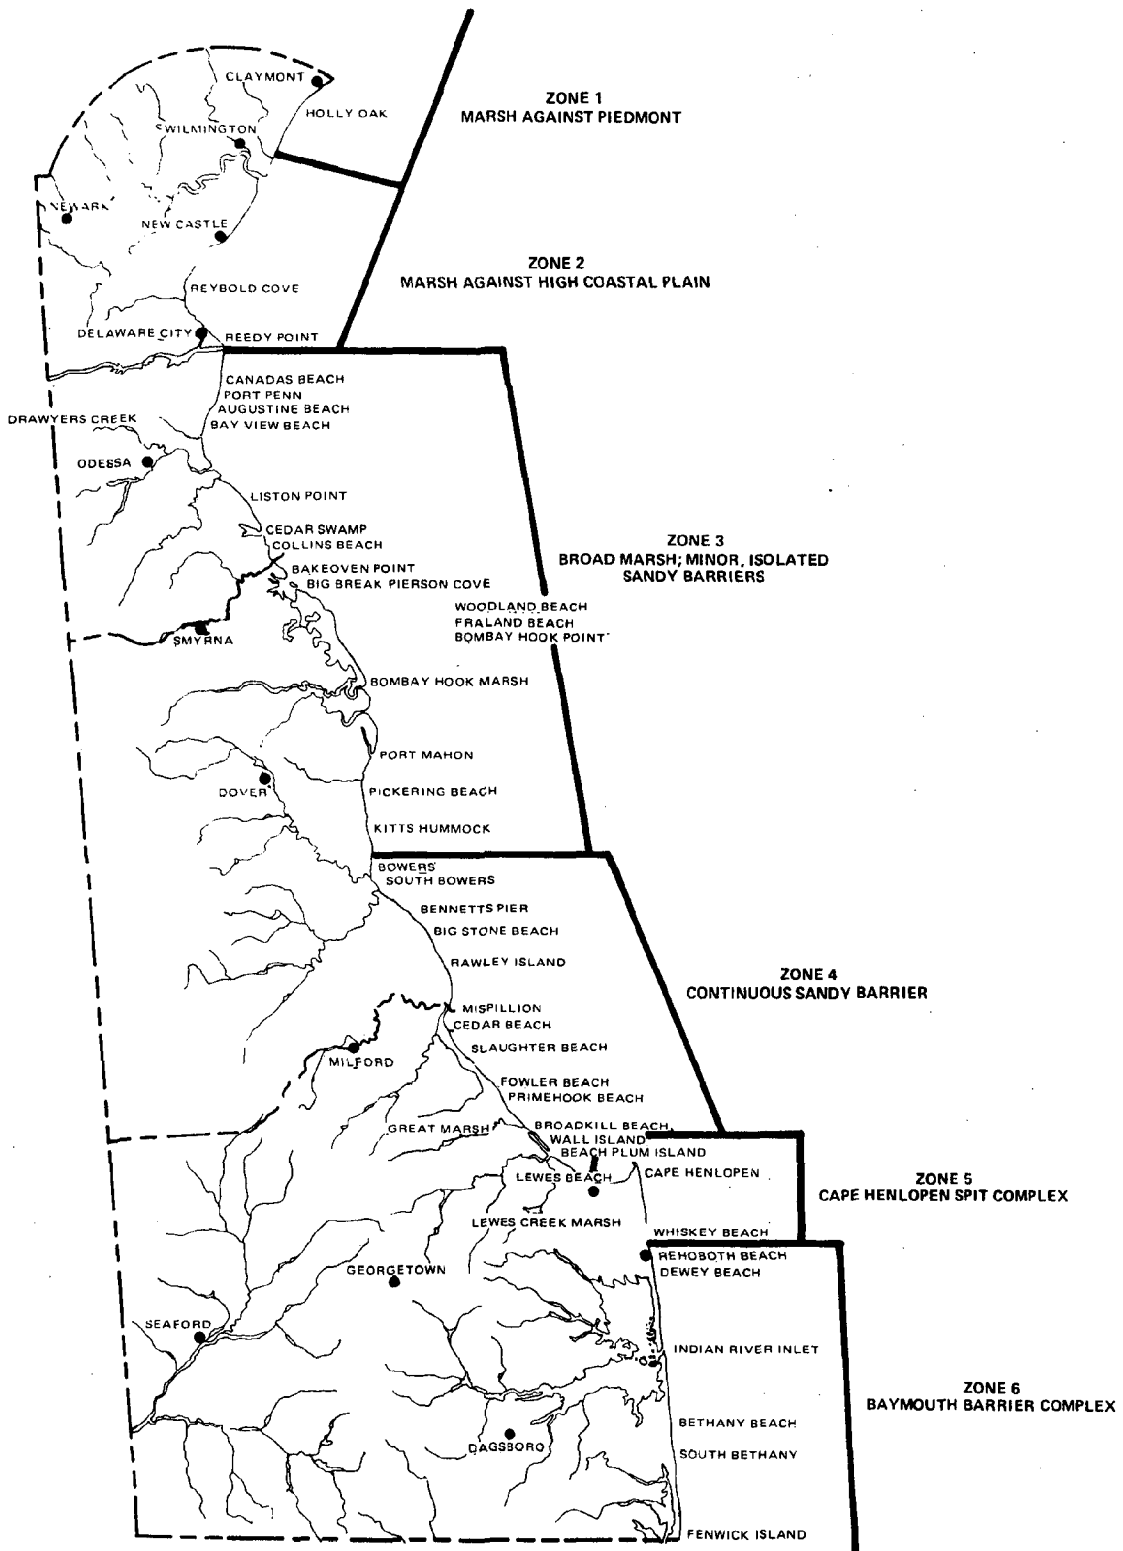 CLAYMONT
HOLLY OAK
ZONE 1
MARSH AGAINST PIEDMONT
WILMINGTON
NEWARK
NEW CASTLE
ZONE 2
MARSH AGAINST HIGH COASTAL PLAIN
REYBOLD COVE
DELAWARE CITY
REEDY POINT
CANADAS BEACH
PORT PENN
AUGUSTINE BEACH
BAY VIEW BEACH
DRAWYERS CREEK
ODESSA
LISTON POINT
CEDAR SWAMP
COLLINS BEACH
ZONE 3
BROAD MARSH; MINOR, ISOLATED
SANDY BARRIERS
BAKEOVEN POINT
BIG BREAK PIERSON COVE
WOODLAND BEACH
FRALAND BEACH
BOMBAY HOOK POINT
SMYRNA
BOMBAY HOOK MARSH
PORT MAHON
DOVER
PICKERING BEACH
KITTS HUMMOCK
BOWERS
SOUTH BOWERS
BENNETTS PIER
BIG STONE BEACH
RAWLEY ISLAND
ZONE 4
CONTINUOUS SANDY BARRIER
MISPILLION
CEDAR BEACH
SLAUGHTER BEACH
MILFORD
FOWLER BEACH
PRIMEHOOK BEACH
GREAT MARSH
BROADKILL BEACH
WALL ISLAND
BEACH PLUM ISLAND
LEWES BEACH
CAPE HENLOPEN
ZONE 5
CAPE HENLOPEN SPIT COMPLEX
LEWES CREEK MARSH
WHISKEY BEACH
REHOBOTH BEACH
DEWEY BEACH
GEORGETOWN
SEAFORD
INDIAN RIVER INLET
ZONE 6
BAYMOUTH BARRIER COMPLEX
BETHANY BEACH
DAGSBORO
SOUTH BETHANY
FENWICK ISLAND